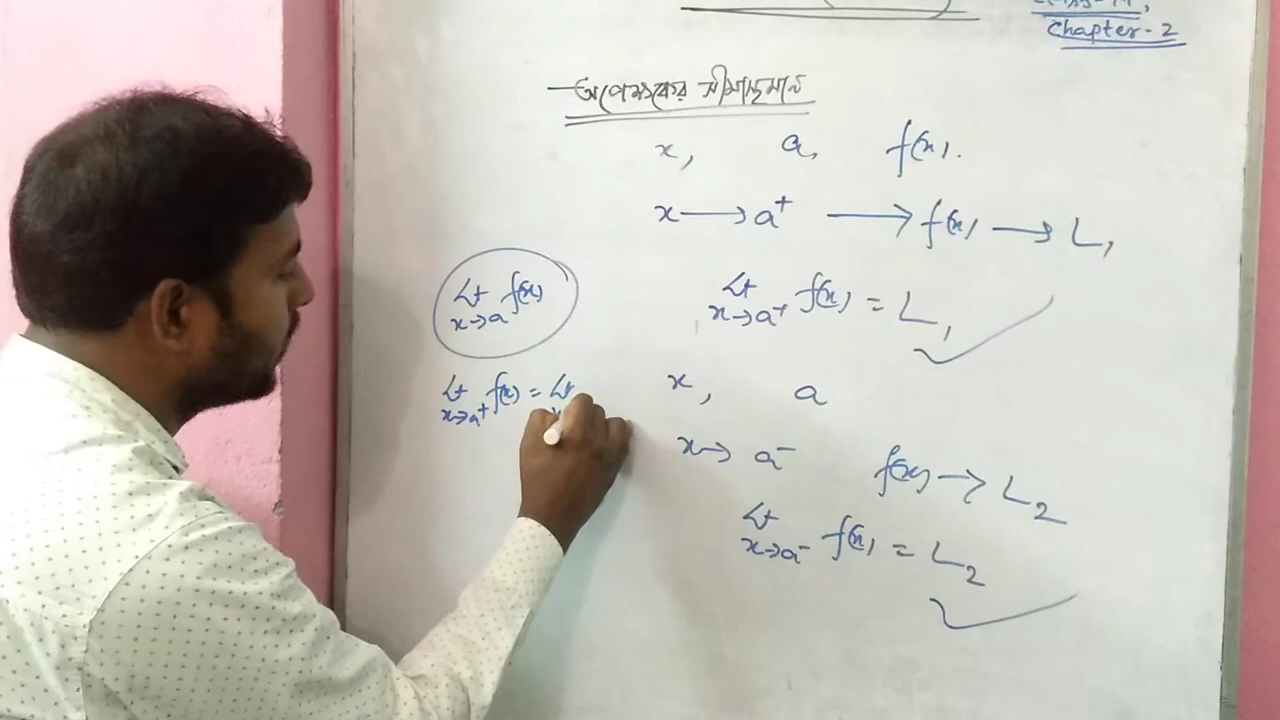 Chapter - 2
অপেক্ষকের সীমাস্থমান
x, a, f(x).
x → a⁺ → f(x) → L₁
Lt f(x)
x→a
Lt f(x) = L₁
x→a⁺
Lt f(x) = Lt
x→a⁺
x, a
x → a⁻ f(x) → L₂
Lt f(x) = L₂
x→a⁻